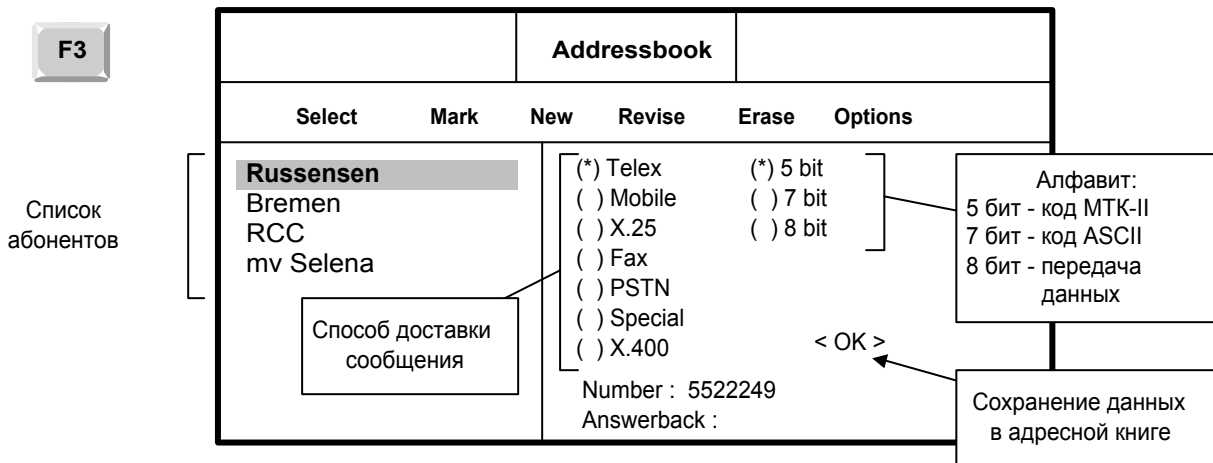 F3
Addressbook
Select Mark New Revise Erase Options
Список
абонентов
Russensen
Bremen
RCC
mv Selena
Способ доставки
сообщения
(*) Telex (*) 5 bit
( ) Mobile ( ) 7 bit
( ) X.25 ( ) 8 bit
( ) Fax
( ) PSTN
( ) Special
( ) X.400
< OK >
Number : 5522249
Answerback :
Алфавит:
5 бит - код МТК-II
7 бит - код ASCII
8 бит - передача
данных
Сохранение данных
в адресной книге